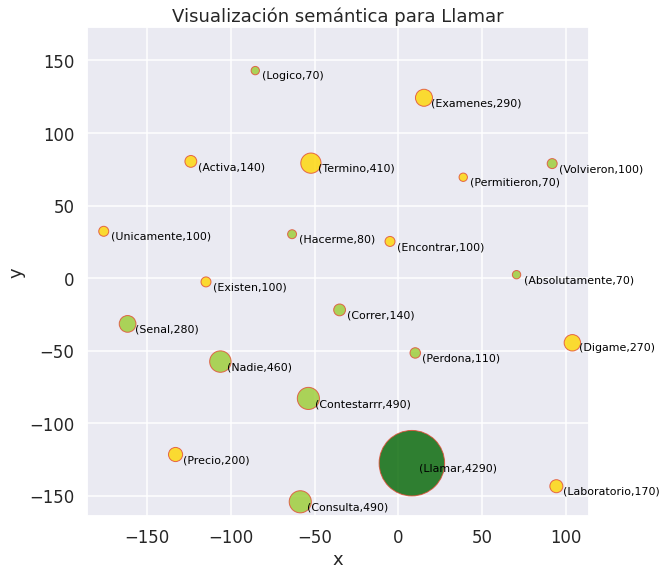 Visualización semántica para Llamar
150
(Logico,70)
(Examenes,290)
100
(Activa,140)
(Termino,410)
(Volvieron,100)
(Permitieron,70)
50
(Unicamente,100)
(Hacerme,80)
(Encontrar,100)
y
0
(Existen,100)
(Absolutamente,70)
(Senal,280)
(Correr,140)
−50
(Nadie,460)
(Perdona,110)
(Digame,270)
(Contestarrr,490)
−100
(Precio,200)
(Llamar,4290)
−150
(Consulta,490)
(Laboratorio,170)
−150 −100 −50 0 50 100
x